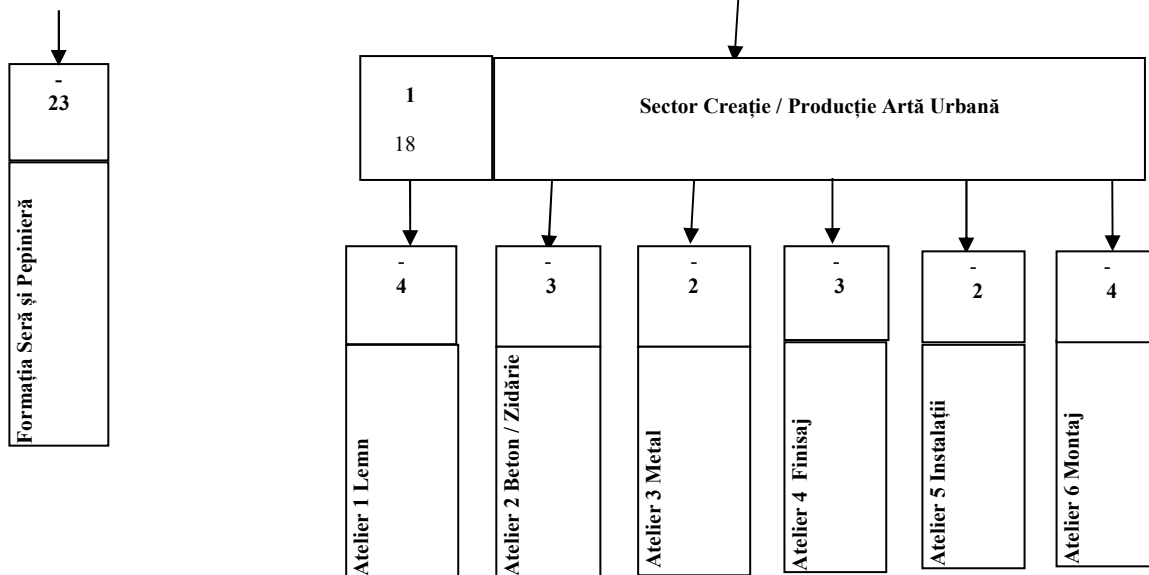 -
23
Formația Seră și Pepinieră
1
18
Sector Creație / Producție Artă Urbană
-
4
Atelier 1 Lemn
-
3
Atelier 2 Beton / Zidărie
-
2
Atelier 3 Metal
-
3
Atelier 4 Finisaj
-
2
Atelier 5 Instalații
-
4
Atelier 6 Montaj